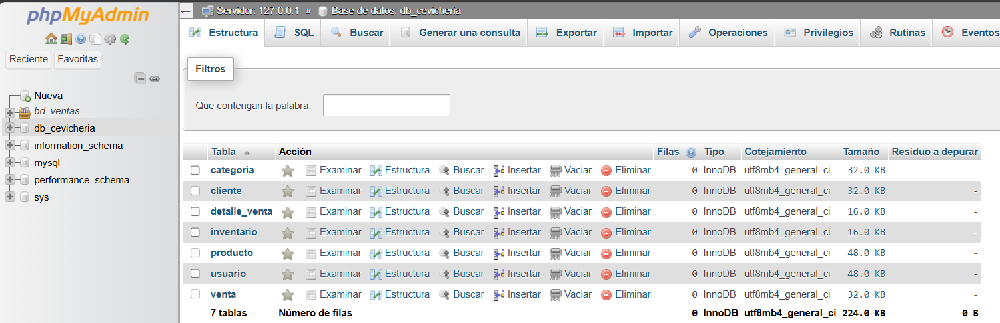 phpMyAdmin
Reciente Favoritas
Nueva
bd_ventas
db_cevicheria
information_schema
mysql
performance_schema
sys
← Servidor: 127.0.0.1 » Base de datos: db_cevicheria
Estructura SQL Buscar Generar una consulta Exportar Importar Operaciones Privilegios Rutinas Eventos
Filtros
Que contengan la palabra:
Tabla Acción Filas Tipo Cotejamiento Tamaño Residuo a depurar
categoria Examinar Estructura Buscar Insertar Vaciar Eliminar 0 InnoDB utf8mb4_general_ci 32.0 KB -
cliente Examinar Estructura Buscar Insertar Vaciar Eliminar 0 InnoDB utf8mb4_general_ci 32.0 KB -
detalle_venta Examinar Estructura Buscar Insertar Vaciar Eliminar 0 InnoDB utf8mb4_general_ci 16.0 KB -
inventario Examinar Estructura Buscar Insertar Vaciar Eliminar 0 InnoDB utf8mb4_general_ci 16.0 KB -
producto Examinar Estructura Buscar Insertar Vaciar Eliminar 0 InnoDB utf8mb4_general_ci 48.0 KB -
usuario Examinar Estructura Buscar Insertar Vaciar Eliminar 0 InnoDB utf8mb4_general_ci 48.0 KB -
venta Examinar Estructura Buscar Insertar Vaciar Eliminar 0 InnoDB utf8mb4_general_ci 32.0 KB -
7 tablas Número de filas 0 InnoDB utf8mb4_general_ci 224.0 KB 0 B